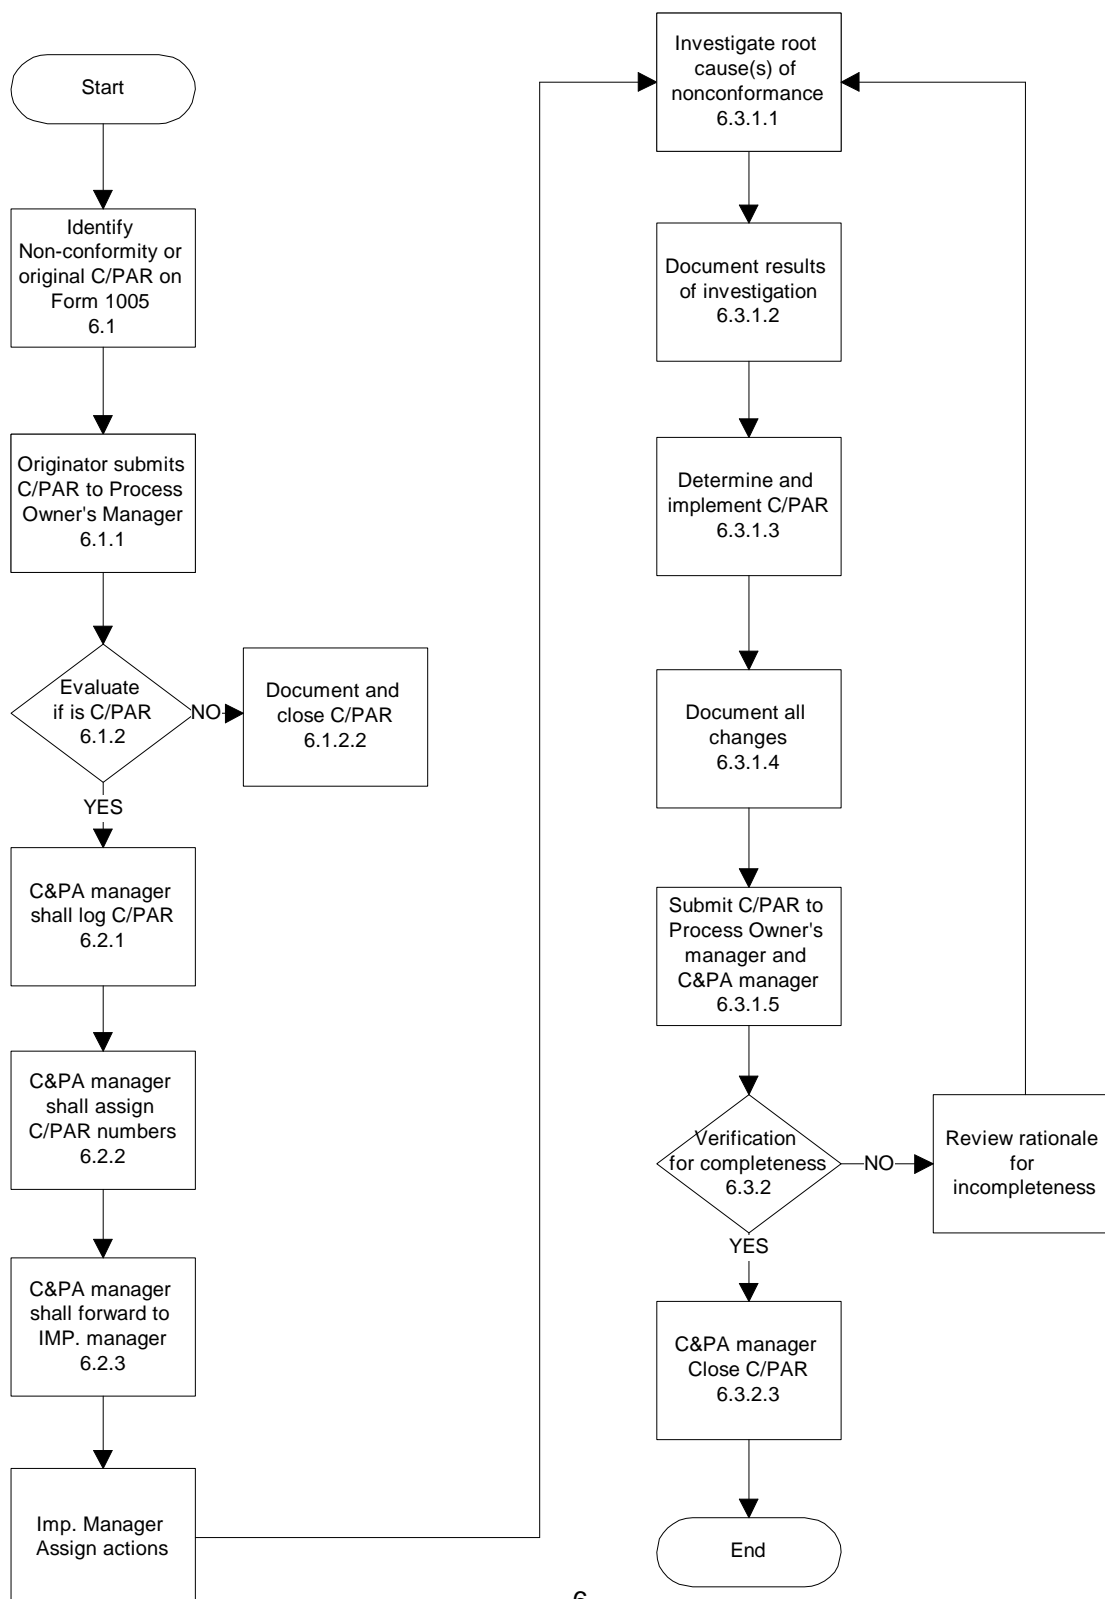 Start
Identify
Non-conformity or
original C/PAR on
Form 1005
6.1
Originator submits
C/PAR to Process
Owner's Manager
6.1.1
Evaluate
if is C/PAR
6.1.2
NO
Document and
close C/PAR
6.1.2.2
YES
C&PA manager
shall log C/PAR
6.2.1
C&PA manager
shall assign
C/PAR numbers
6.2.2
C&PA manager
shall forward to
IMP. manager
6.2.3
Imp. Manager
Assign actions
Investigate root
cause(s) of
nonconformance
6.3.1.1
Document results
of investigation
6.3.1.2
Determine and
implement C/PAR
6.3.1.3
Document all
changes
6.3.1.4
Submit C/PAR to
Process Owner's
manager and
C&PA manager
6.3.1.5
Verification
for completeness
6.3.2
NO
Review rationale
for
incompleteness
YES
C&PA manager
Close C/PAR
6.3.2.3
End
6